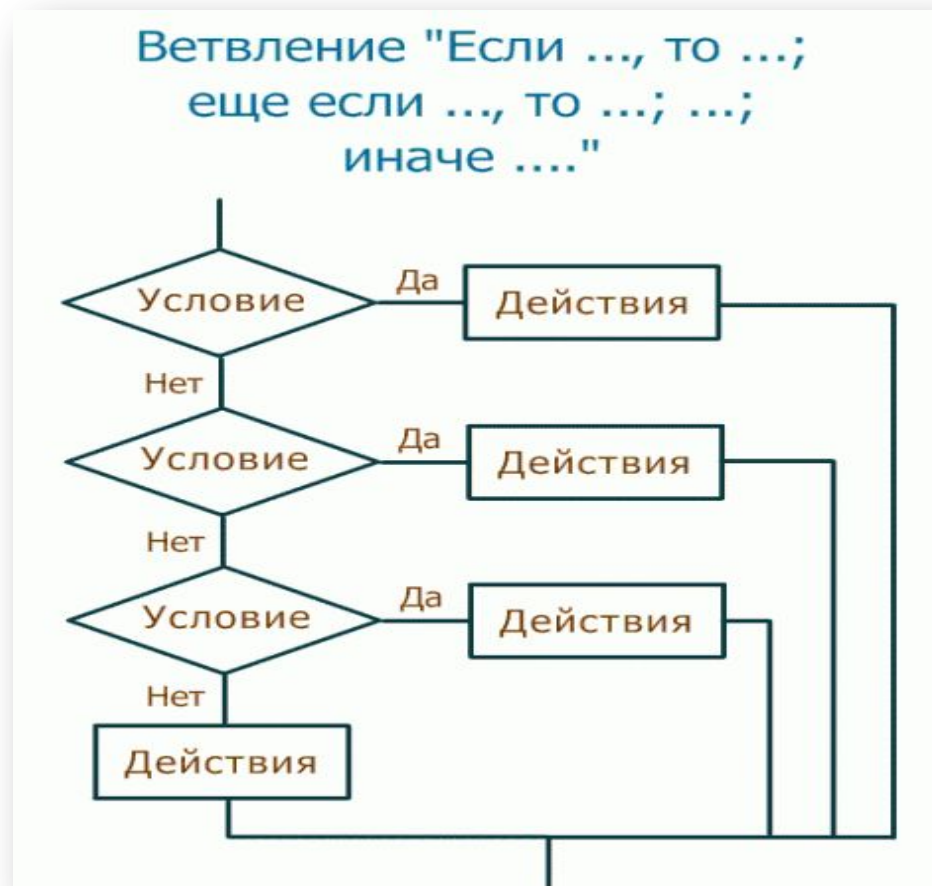 Ветвление "Если ..., то ...;
еще если ..., то ...; ...;
иначе ...."
Условие
Да
Действия
Нет
Условие
Да
Действия
Нет
Условие
Да
Действия
Нет
Действия